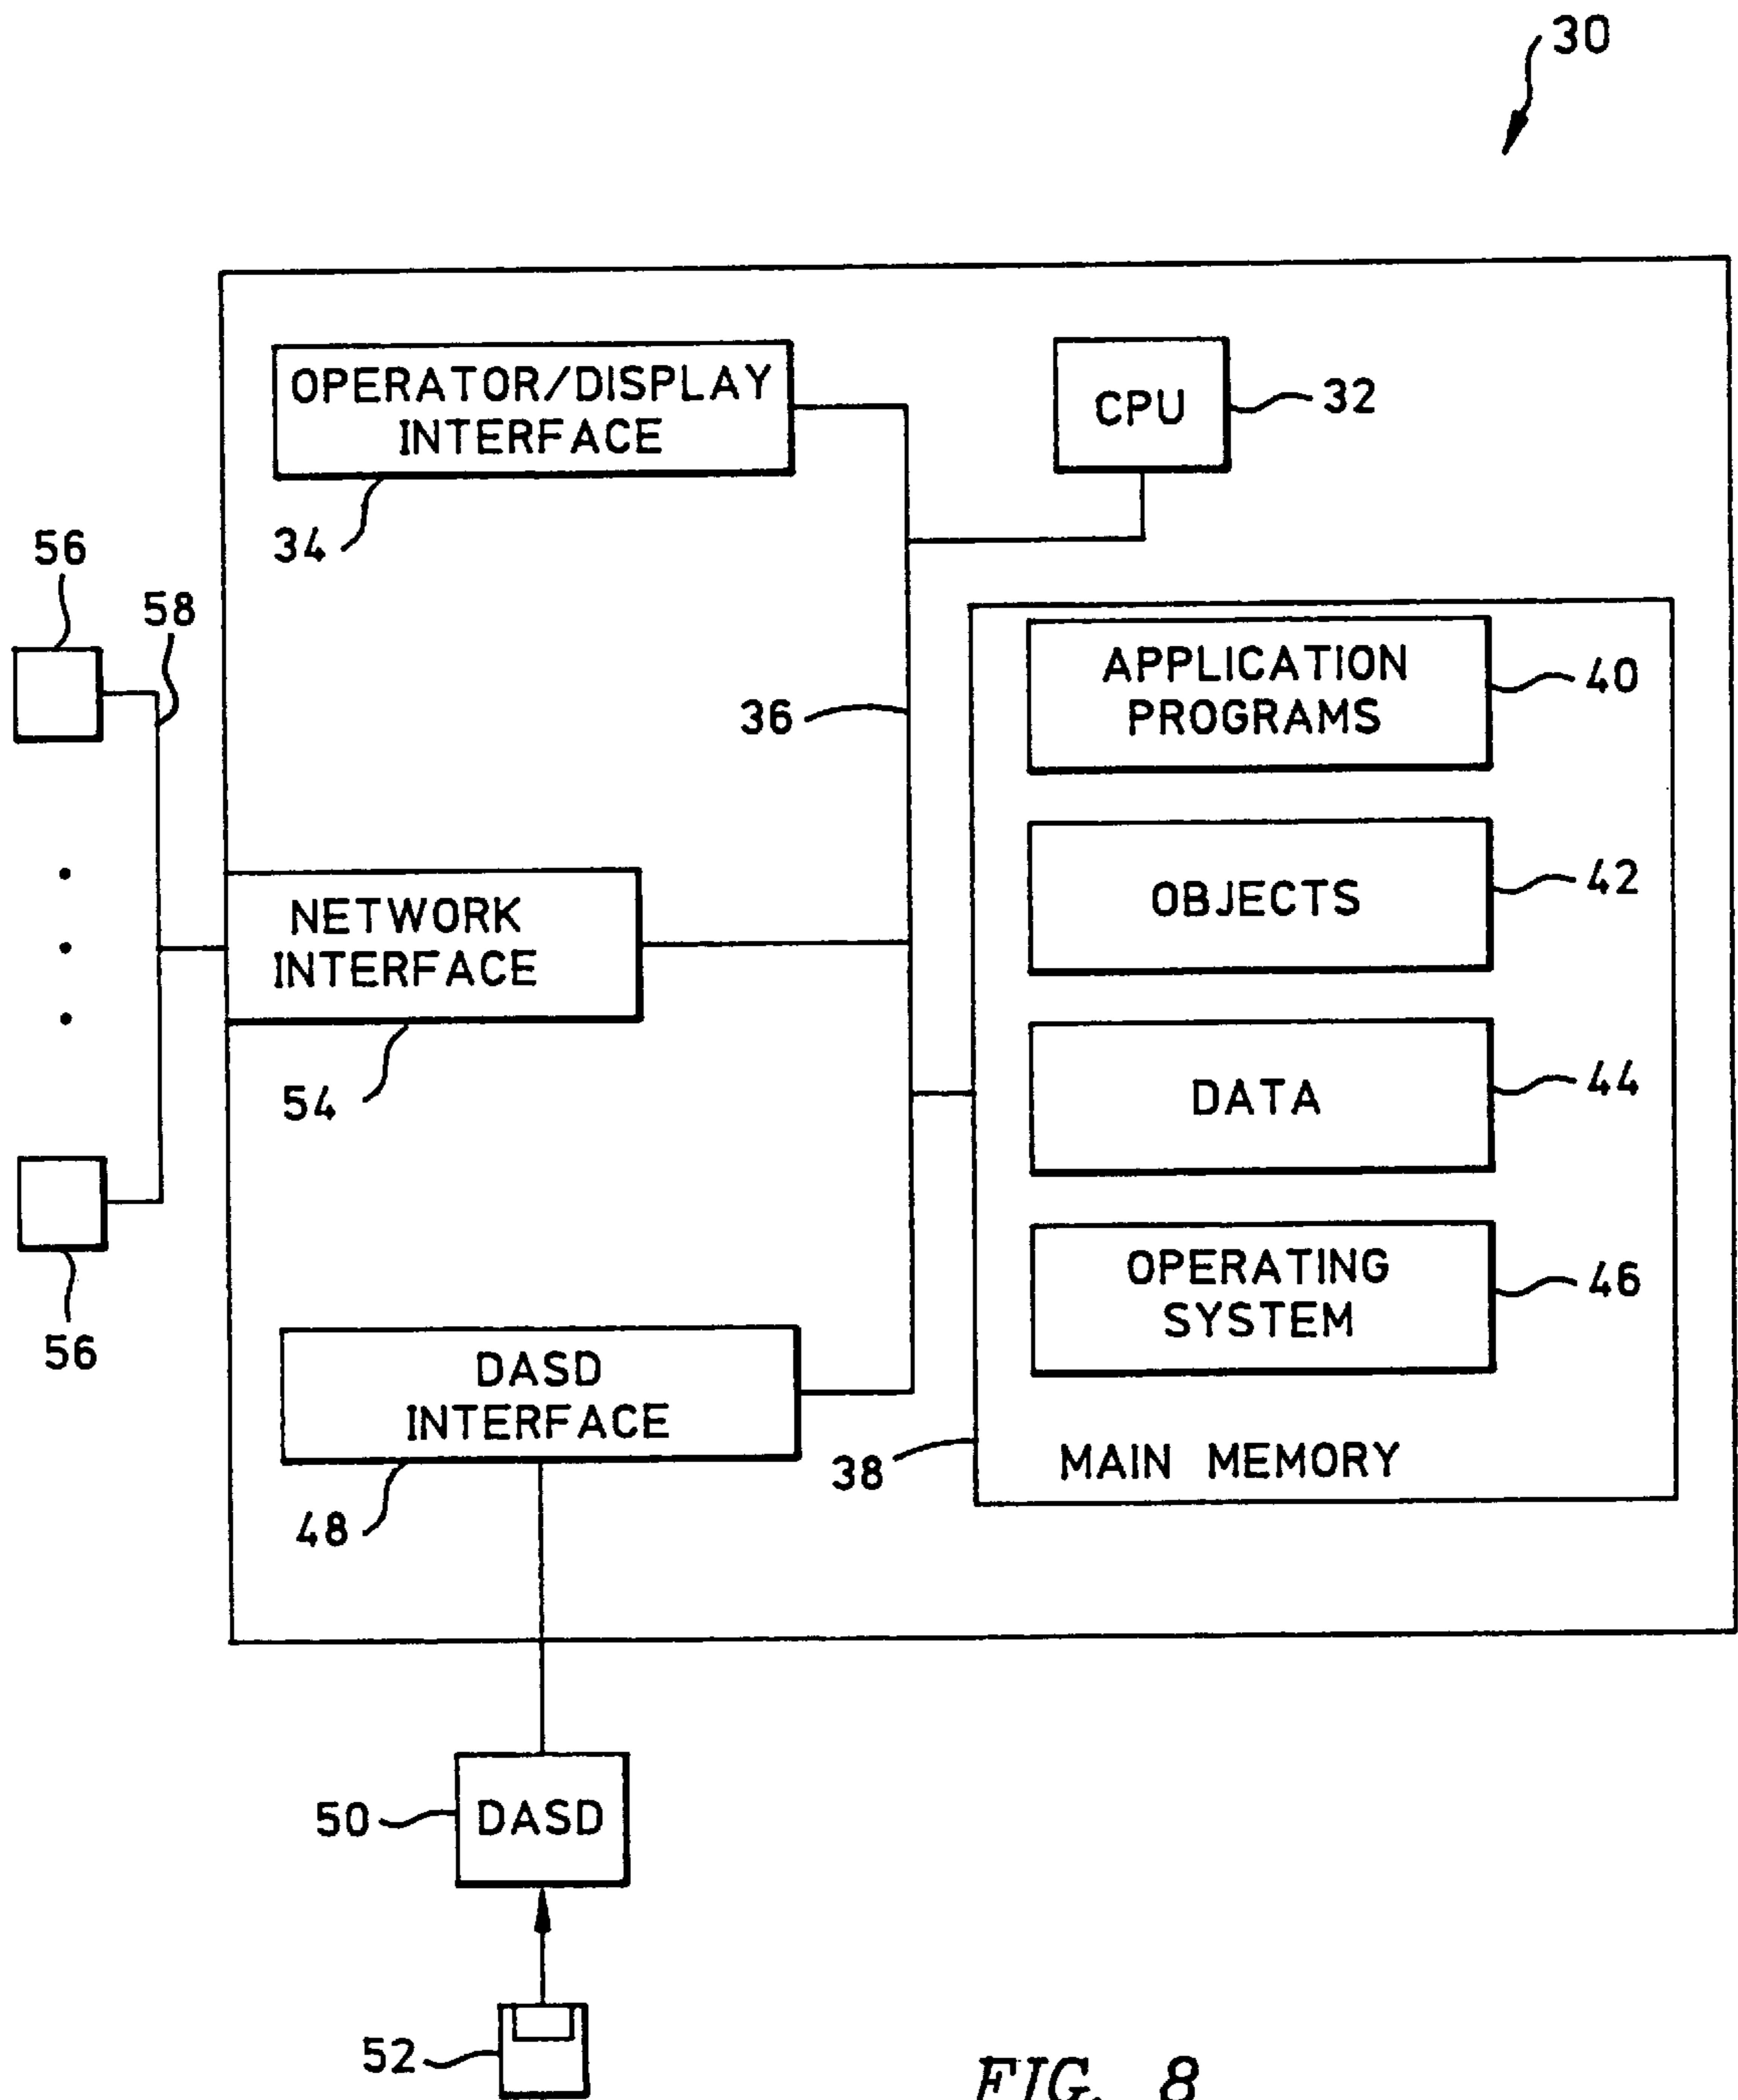 30
OPERATOR/DISPLAY
INTERFACE
34
CPU
32
56
58
36
APPLICATION
PROGRAMS
40
OBJECTS
42
NETWORK
INTERFACE
54
DATA
44
56
OPERATING
SYSTEM
46
DASD
INTERFACE
48
38
MAIN MEMORY
50
DASD
52
FIG. 8